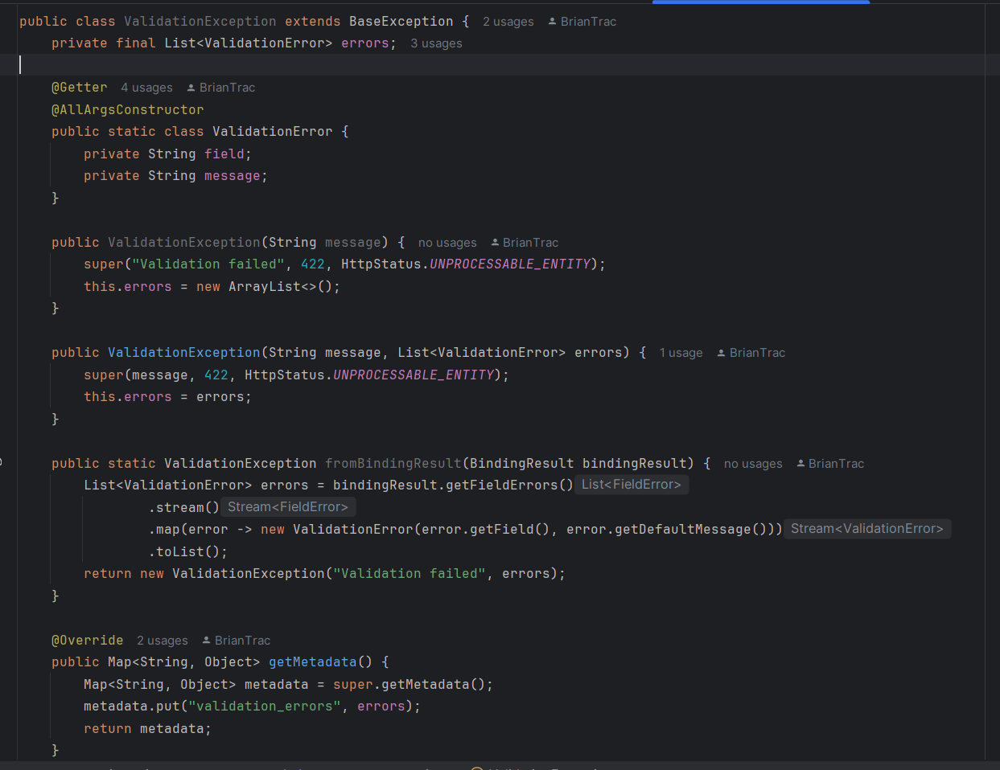 public class ValidationException extends BaseException {  2 usages  BrianTrac
    private final List<ValidationError> errors;  3 usages
    @Getter  4 usages  BrianTrac
    @AllArgsConstructor
    public static class ValidationError {
        private String field;
        private String message;
    }
    public ValidationException(String message) {  no usages  BrianTrac
        super("Validation failed", 422, HttpStatus.UNPROCESSABLE_ENTITY);
        this.errors = new ArrayList<>();
    }
    public ValidationException(String message, List<ValidationError> errors) {  1 usage  BrianTrac
        super(message, 422, HttpStatus.UNPROCESSABLE_ENTITY);
        this.errors = errors;
    }
    public static ValidationException fromBindingResult(BindingResult bindingResult) {  no usages  BrianTrac
        List<ValidationError> errors = bindingResult.getFieldErrors() List<FieldError>
                .stream() Stream<FieldError>
                .map(error -> new ValidationError(error.getField(), error.getDefaultMessage())) Stream<ValidationError>
                .toList();
        return new ValidationException("Validation failed", errors);
    }
    @Override  2 usages  BrianTrac
    public Map<String, Object> getMetadata() {
        Map<String, Object> metadata = super.getMetadata();
        metadata.put("validation_errors", errors);
        return metadata;
    }